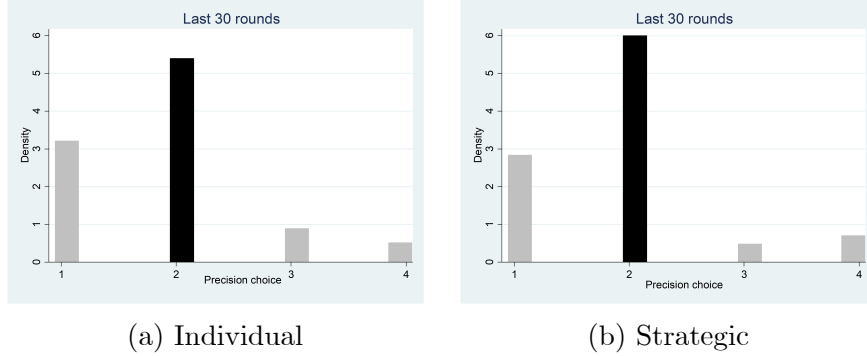 Last 30 rounds
Density
0 1 2 3 4 5 6
1 2 3 4
Precision choice
(a) Individual
Last 30 rounds
Density
0 1 2 3 4 5 6
1 2 3 4
Precision choice
(b) Strategic